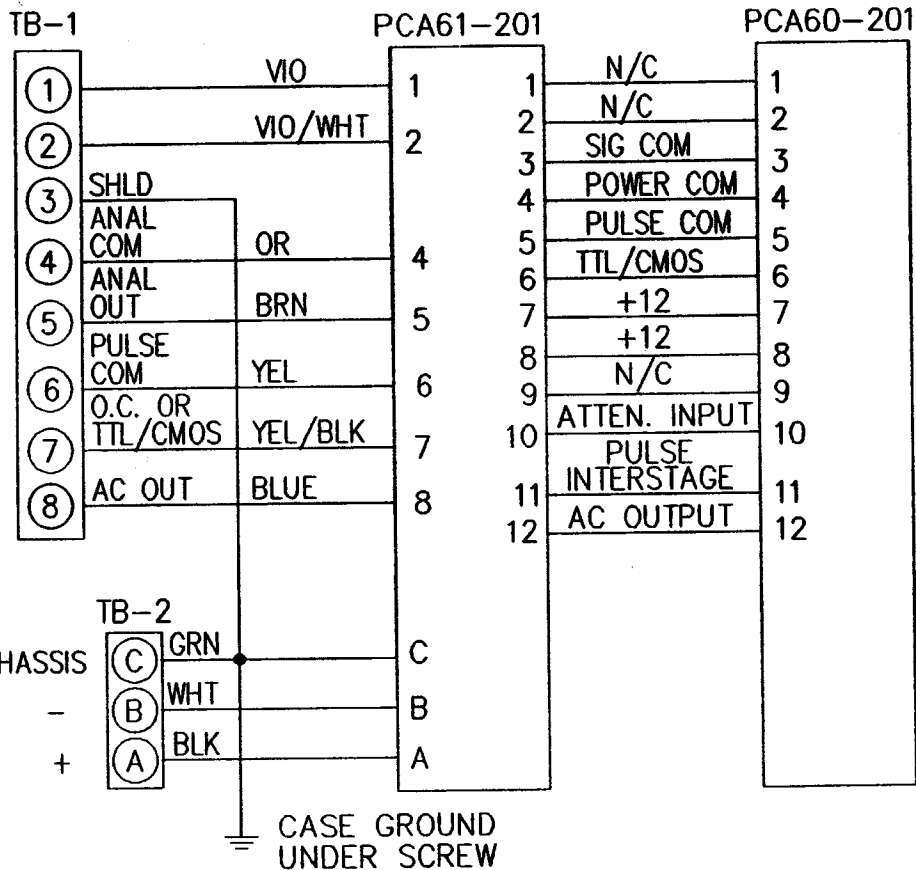 TB-1 PCA61-201 PCA60-201
1 VIO 1 1 N/C 1
2 VIO/WHT 2 2 N/C 2
3 SHLD 3 SIG COM 3
4 ANAL COM OR 4 4 POWER COM 4
5 ANAL OUT BRN 5 5 PULSE COM 5
6 PULSE COM YEL 6 6 TTL/CMOS 6
7 O.C. OR TTL/CMOS YEL/BLK 7 7 +12 7
8 AC OUT BLUE 8 8 +12 8
9 N/C 9
10 ATTEN. INPUT 10
11 PULSE INTERSTAGE 11
12 AC OUTPUT 12
TB-2
HASSIS C GRN C
- B WHT B
+ A BLK A
CASE GROUND
UNDER SCREW